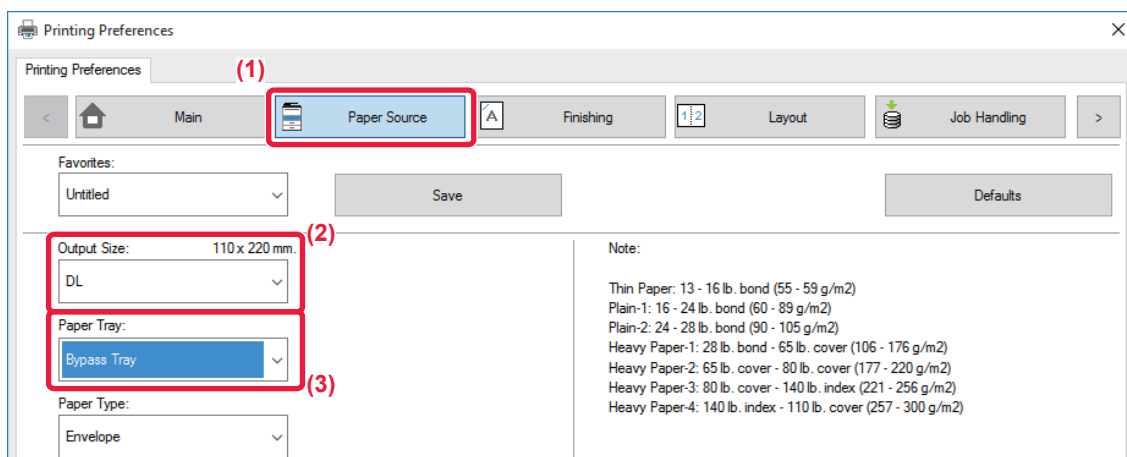 Printing Preferences
Printing Preferences
(1)
<
Main
Paper Source
A
Finishing
1 2
Layout
Job Handling
>
Favorites:
Untitled
Save
Defaults
Output Size: 110 x 220 mm.
(2)
DL
Paper Tray:
Bypass Tray
(3)
Paper Type:
Envelope
Note:
Thin Paper: 13 - 16 lb. bond (55 - 59 g/m2)
Plain-1: 16 - 24 lb. bond (60 - 89 g/m2)
Plain-2: 24 - 28 lb. bond (90 - 105 g/m2)
Heavy Paper-1: 28 lb. bond - 65 lb. cover (106 - 176 g/m2)
Heavy Paper-2: 65 lb. cover - 80 lb. cover (177 - 220 g/m2)
Heavy Paper-3: 80 lb. cover - 140 lb. index (221 - 256 g/m2)
Heavy Paper-4: 140 lb. index - 110 lb. cover (257 - 300 g/m2)